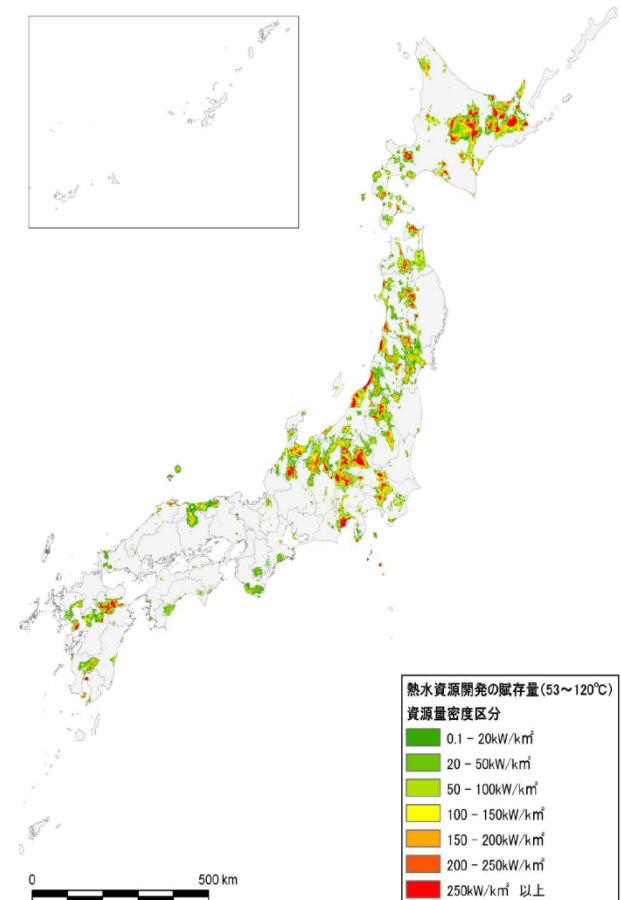 熱水資源開発の賦存量(53～120℃)
資源量密度区分
0.1 - 20kW/k㎡
20 - 50kW/k㎡
50 - 100kW/k㎡
100 - 150kW/k㎡
150 - 200kW/k㎡
200 - 250kW/k㎡
250kW/k㎡ 以上
0 500 km